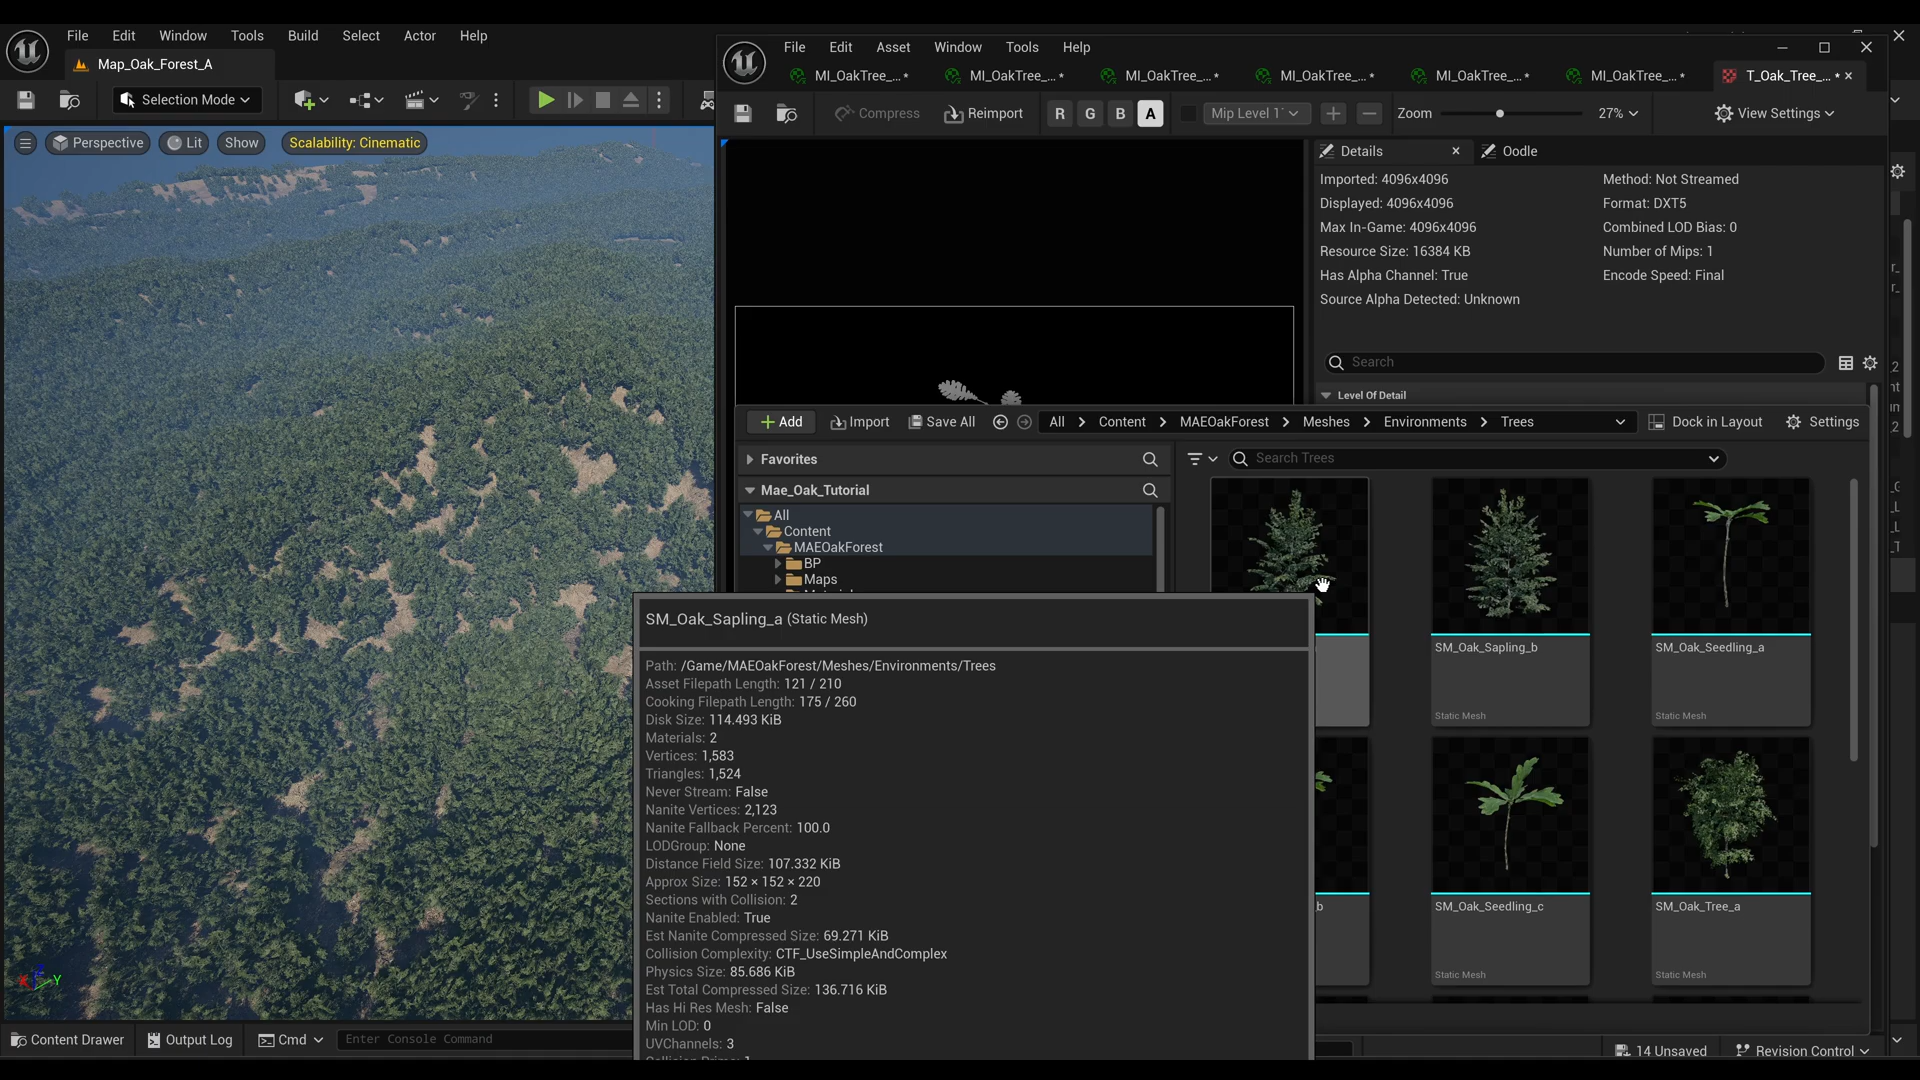 File Edit Window Tools Build Select Actor Help
Map_Oak_Forest_A
Selection Mode
Perspective Lit Show Scalability: Cinematic
File Edit Asset Window Tools Help
MI_OakTree_...* MI_OakTree_...* MI_OakTree_...* MI_OakTree_...* MI_OakTree_...* MI_OakTree_...* T_Oak_Tree_... *
Compress Reimport R G B A Mip Level 1 Zoom 27% View Settings
Details Oodle
Imported: 4096x4096 Method: Not Streamed
Displayed: 4096x4096 Format: DXT5
Max In-Game: 4096x4096 Combined LOD Bias: 0
Resource Size: 16384 KB Number of Mips: 1
Has Alpha Channel: True Encode Speed: Final
Source Alpha Detected: Unknown
Search
Level Of Detail
Add Import Save All All Content MAEOakForest Meshes Environments Trees Dock in Layout Settings
Favorites Search Trees
Mae_Oak_Tutorial
All
Content
MAEOakForest
BP
Maps
SM_Oak_Sapling_b SM_Oak_Seedling_a
Static Mesh Static Mesh
b SM_Oak_Seedling_c SM_Oak_Tree_a
Static Mesh Static Mesh
SM_Oak_Sapling_a (Static Mesh)
Path: /Game/MAEOakForest/Meshes/Environments/Trees
Asset Filepath Length: 121 / 210
Cooking Filepath Length: 175 / 260
Disk Size: 114.493 KiB
Materials: 2
Vertices: 1,583
Triangles: 1,524
Never Stream: False
Nanite Vertices: 2,123
Nanite Fallback Percent: 100.0
LODGroup: None
Distance Field Size: 107.332 KiB
Approx Size: 152 × 152 × 220
Sections with Collision: 2
Nanite Enabled: True
Est Nanite Compressed Size: 69.271 KiB
Collision Complexity: CTF_UseSimpleAndComplex
Physics Size: 85.686 KiB
Est Total Compressed Size: 136.716 KiB
Has Hi Res Mesh: False
Min LOD: 0
UVChannels: 3
X Y
Content Drawer Output Log Cmd Enter Console Command
14 Unsaved Revision Control